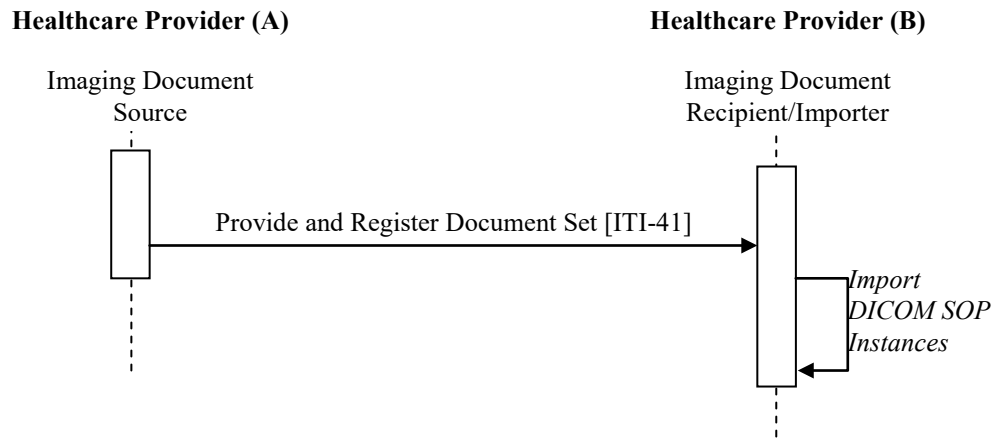 Healthcare Provider (A)
Healthcare Provider (B)
Imaging Document
Source
Imaging Document
Recipient/Importer
Provide and Register Document Set [ITI-41]
Import
DICOM SOP
Instances